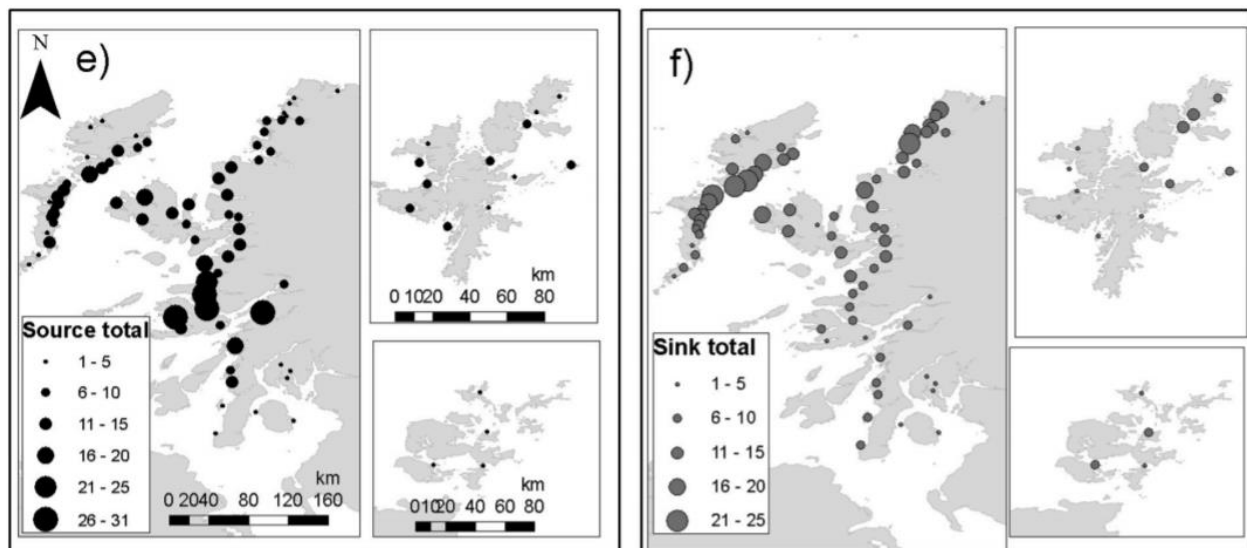 N
e)
Source total
1 - 5
6 - 10
11 - 15
16 - 20
21 - 25
26 - 31
km
0 2040 80 120 160
km
0 1020 40 60 80
km
010 20 40 60 80
f)
Sink total
1 - 5
6 - 10
11 - 15
16 - 20
21 - 25